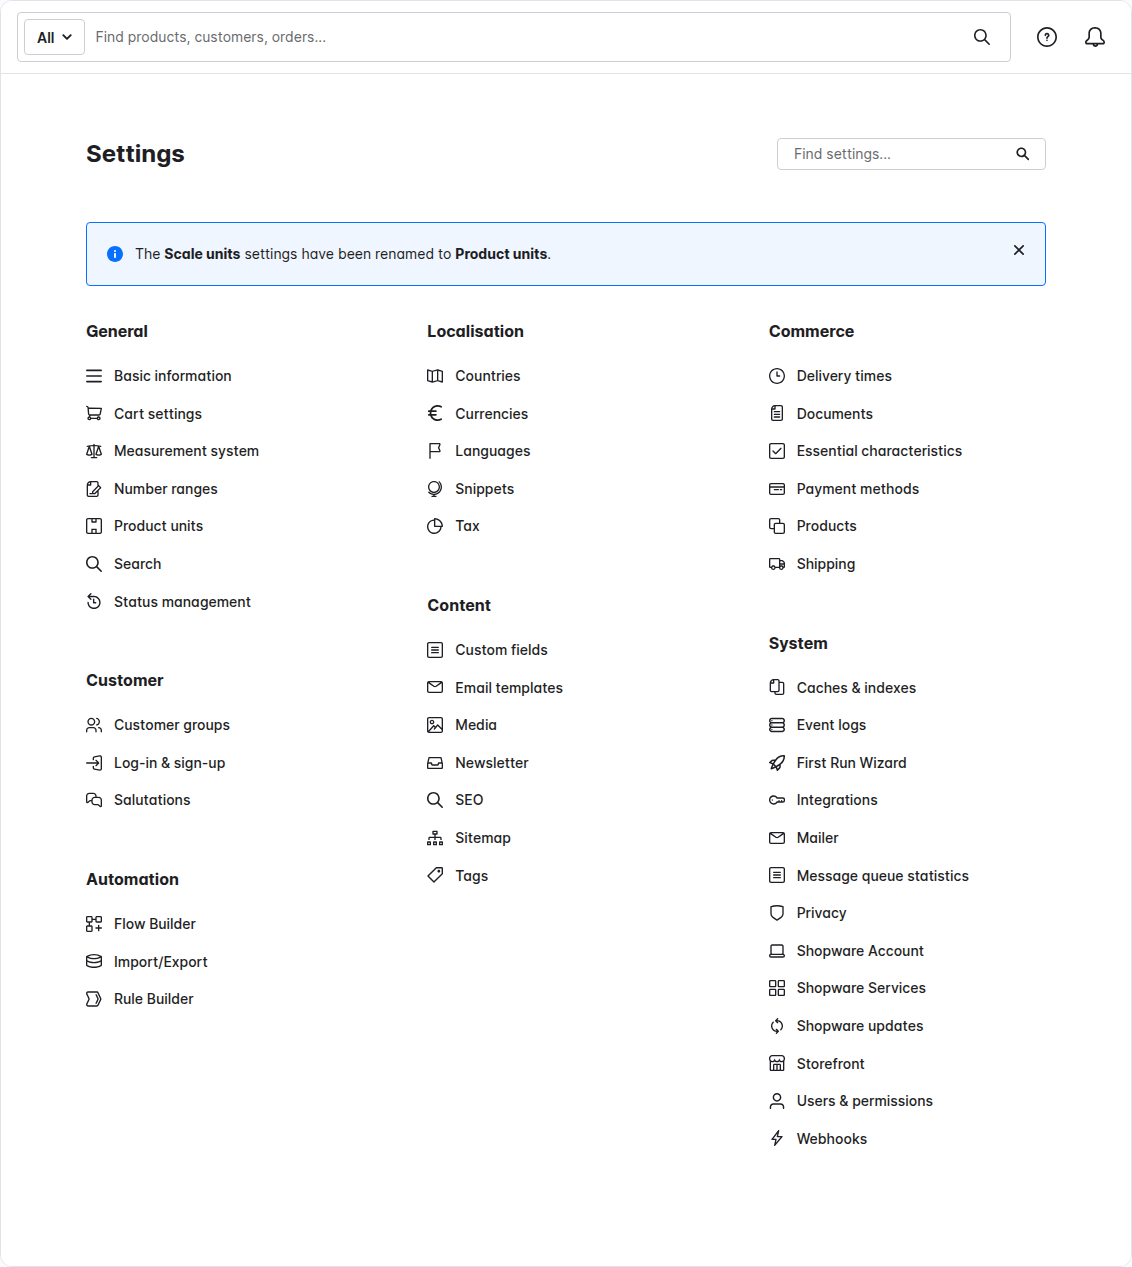 All
Find products, customers, orders...
Settings
Find settings...
The Scale units settings have been renamed to Product units.
General
Basic information
Cart settings
Measurement system
Number ranges
Product units
Search
Status management
Customer
Customer groups
Log-in & sign-up
Salutations
Automation
Flow Builder
Import/Export
Rule Builder
Localisation
Countries
Currencies
Languages
Snippets
Tax
Content
Custom fields
Email templates
Media
Newsletter
SEO
Sitemap
Tags
Commerce
Delivery times
Documents
Essential characteristics
Payment methods
Products
Shipping
System
Caches & indexes
Event logs
First Run Wizard
Integrations
Mailer
Message queue statistics
Privacy
Shopware Account
Shopware Services
Shopware updates
Storefront
Users & permissions
Webhooks